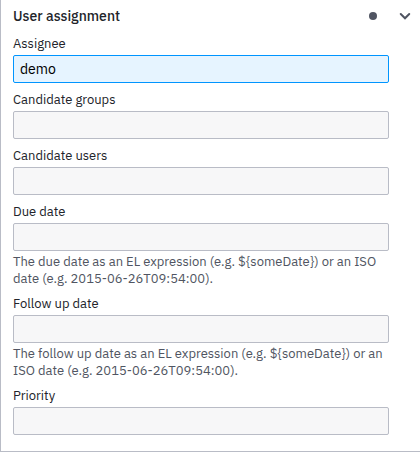 User assignment
Assignee
demo
Candidate groups
Candidate users
Due date
The due date as an EL expression (e.g. ${someDate}) or an ISO
date (e.g. 2015-06-26T09:54:00).
Follow up date
The follow up date as an EL expression (e.g. ${someDate}) or an
ISO date (e.g. 2015-06-26T09:54:00).
Priority